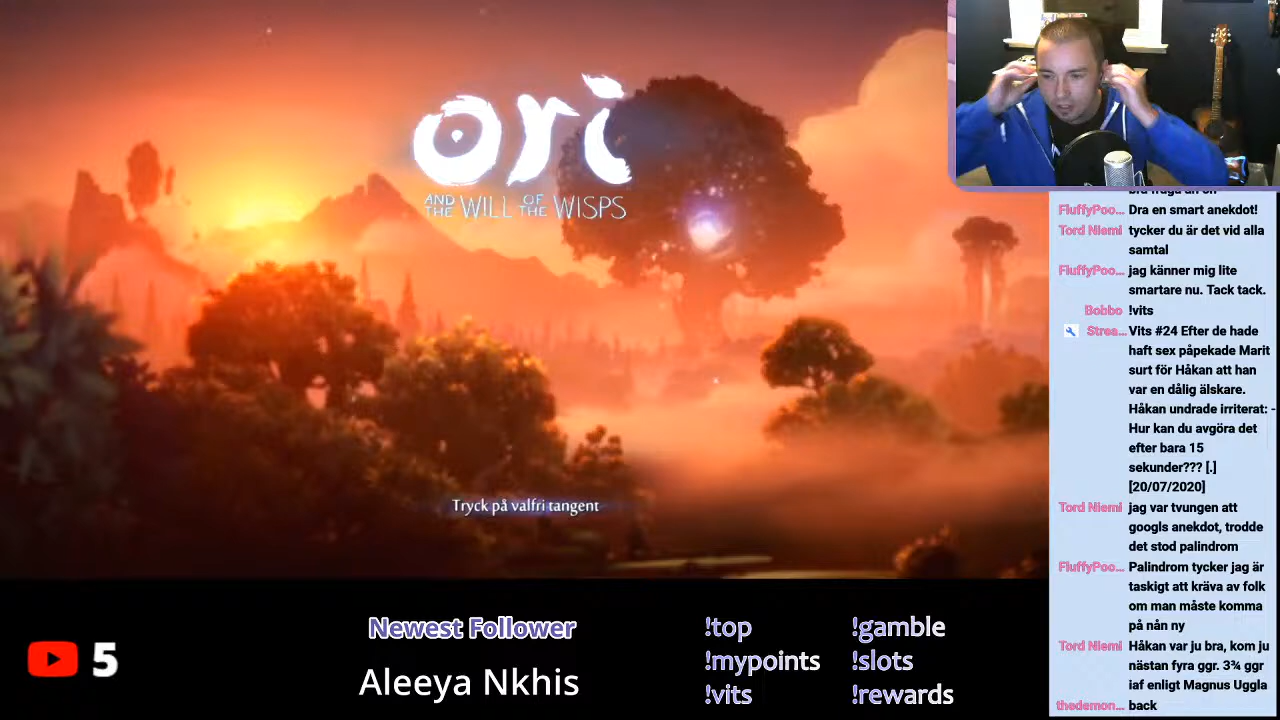 ori
AND THE WILL OF THE WISPS
Tryck på valfri tangent
FluffyPoo... Dra en smart anekdot!
Tord Niemi tycker du är det vid alla
samtal
FluffyPoo... jag känner mig lite
smartare nu. Tack tack.
Bobbo !vits
Strea... Vits #24 Efter de hade
haft sex påpekade Marit
surt för Håkan att han
var en dålig älskare.
Håkan undrade irriterat: -
Hur kan du avgöra det
efter bara 15
sekunder??? [.]
[20/07/2020]
Tord Niemi jag var tvungen att
googls anekdot, trodde
det stod palindrom
FluffyPoo... Palindrom tycker jag är
taskigt att kräva av folk
om man måste komma
på nån ny
Tord Niemi Håkan var ju bra, kom ju
nästan fyra ggr. 3¾ ggr
iaf enligt Magnus Uggla
thedemon... back
5
Newest Follower
Aleeya Nkhis
!top !gamble
!mypoints !slots
!vits !rewards